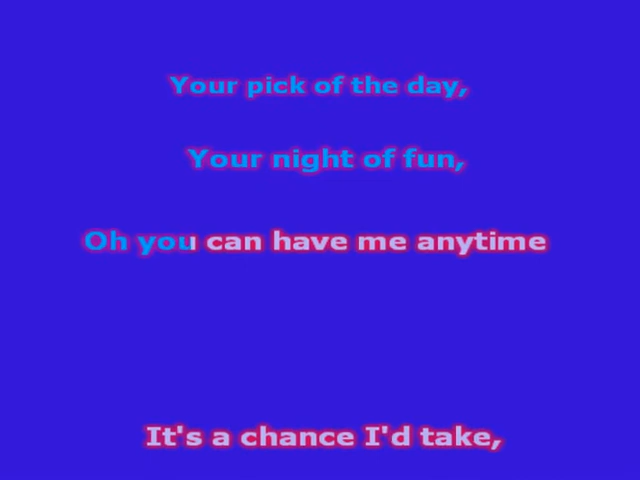 Your pick of the day,
Your night of fun,
Oh you can have me anytime
It's a chance I'd take,